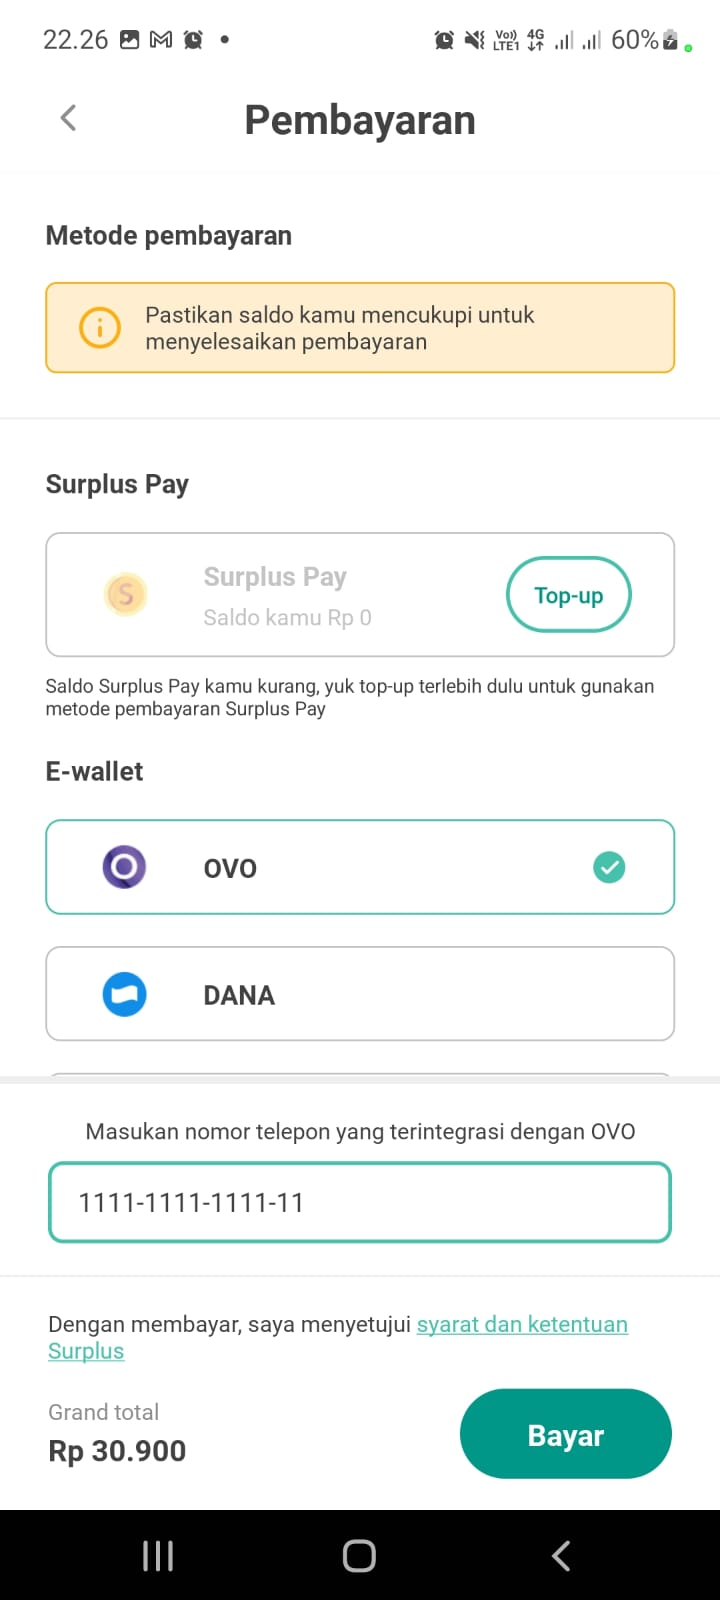 22.26
Vo)) LTE1 4G 60%
Pembayaran
Metode pembayaran
Pastikan saldo kamu mencukupi untuk
menyelesaikan pembayaran
Surplus Pay
Surplus Pay
Saldo kamu Rp 0
Top-up
Saldo Surplus Pay kamu kurang, yuk top-up terlebih dulu untuk gunakan
metode pembayaran Surplus Pay
E-wallet
OVO
DANA
Masukan nomor telepon yang terintegrasi dengan OVO
1111-1111-1111-11
Dengan membayar, saya menyetujui syarat dan ketentuan
Surplus
Grand total
Rp 30.900
Bayar